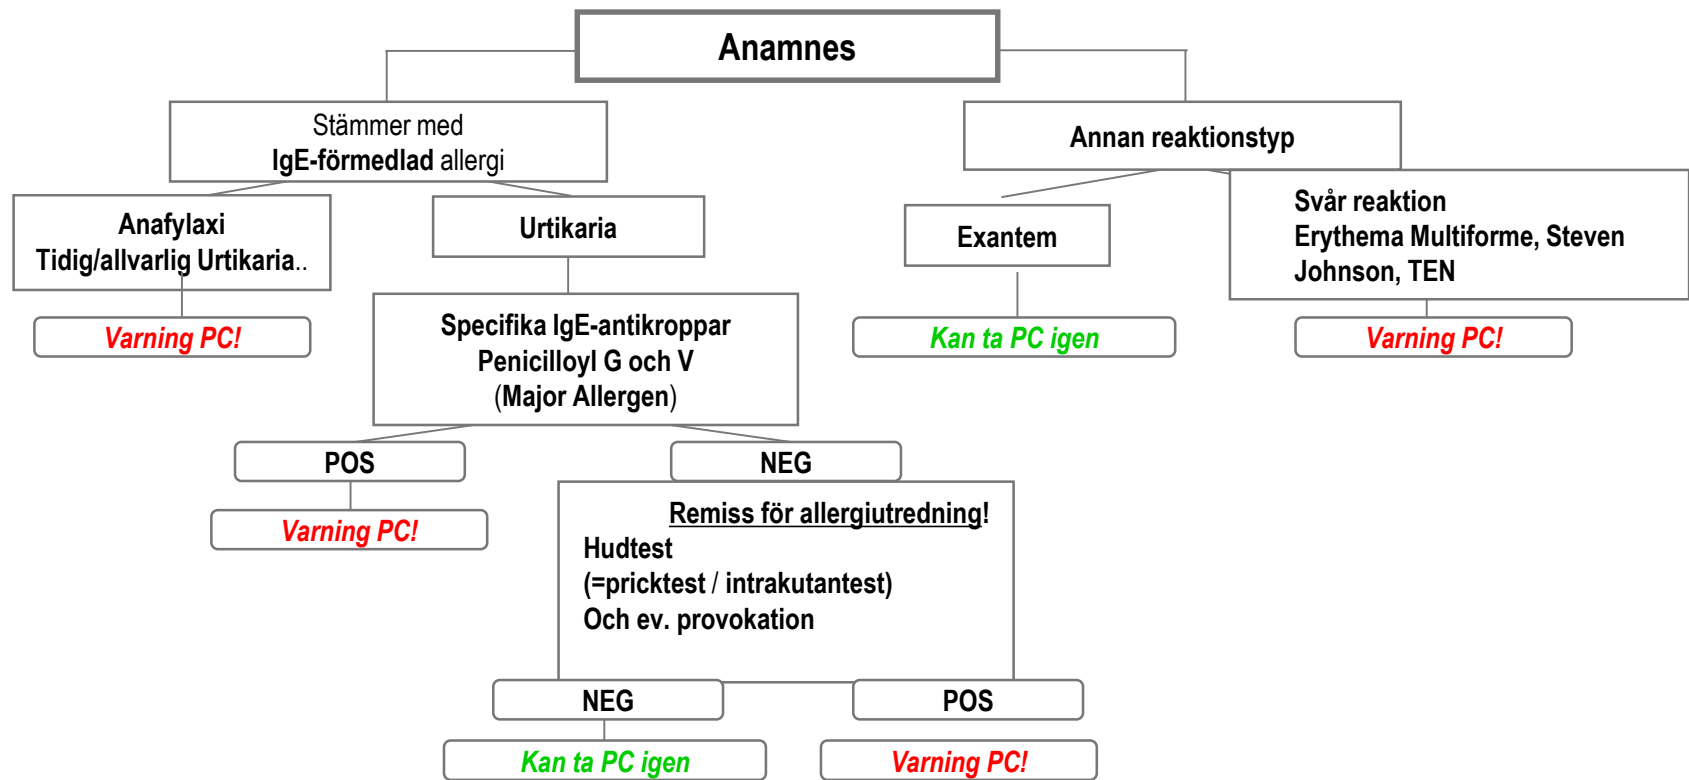 Anamnes
Stämmer med
IgE-förmedlad allergi
Annan reaktionstyp
Anafylaxi
Tidig/allvarlig Urtikaria..
Urtikaria
Exantem
Svår reaktion
Erythema Multiforme, Steven
Johnson, TEN
Varning PC!
Specifika IgE-antikroppar
Penicilloyl G och V
(Major Allergen)
Kan ta PC igen
Varning PC!
POS
NEG
Varning PC!
Remiss för allergiutredning!
Hudtest
(=pricktest / intrakutantest)
Och ev. provokation
NEG
POS
Kan ta PC igen
Varning PC!